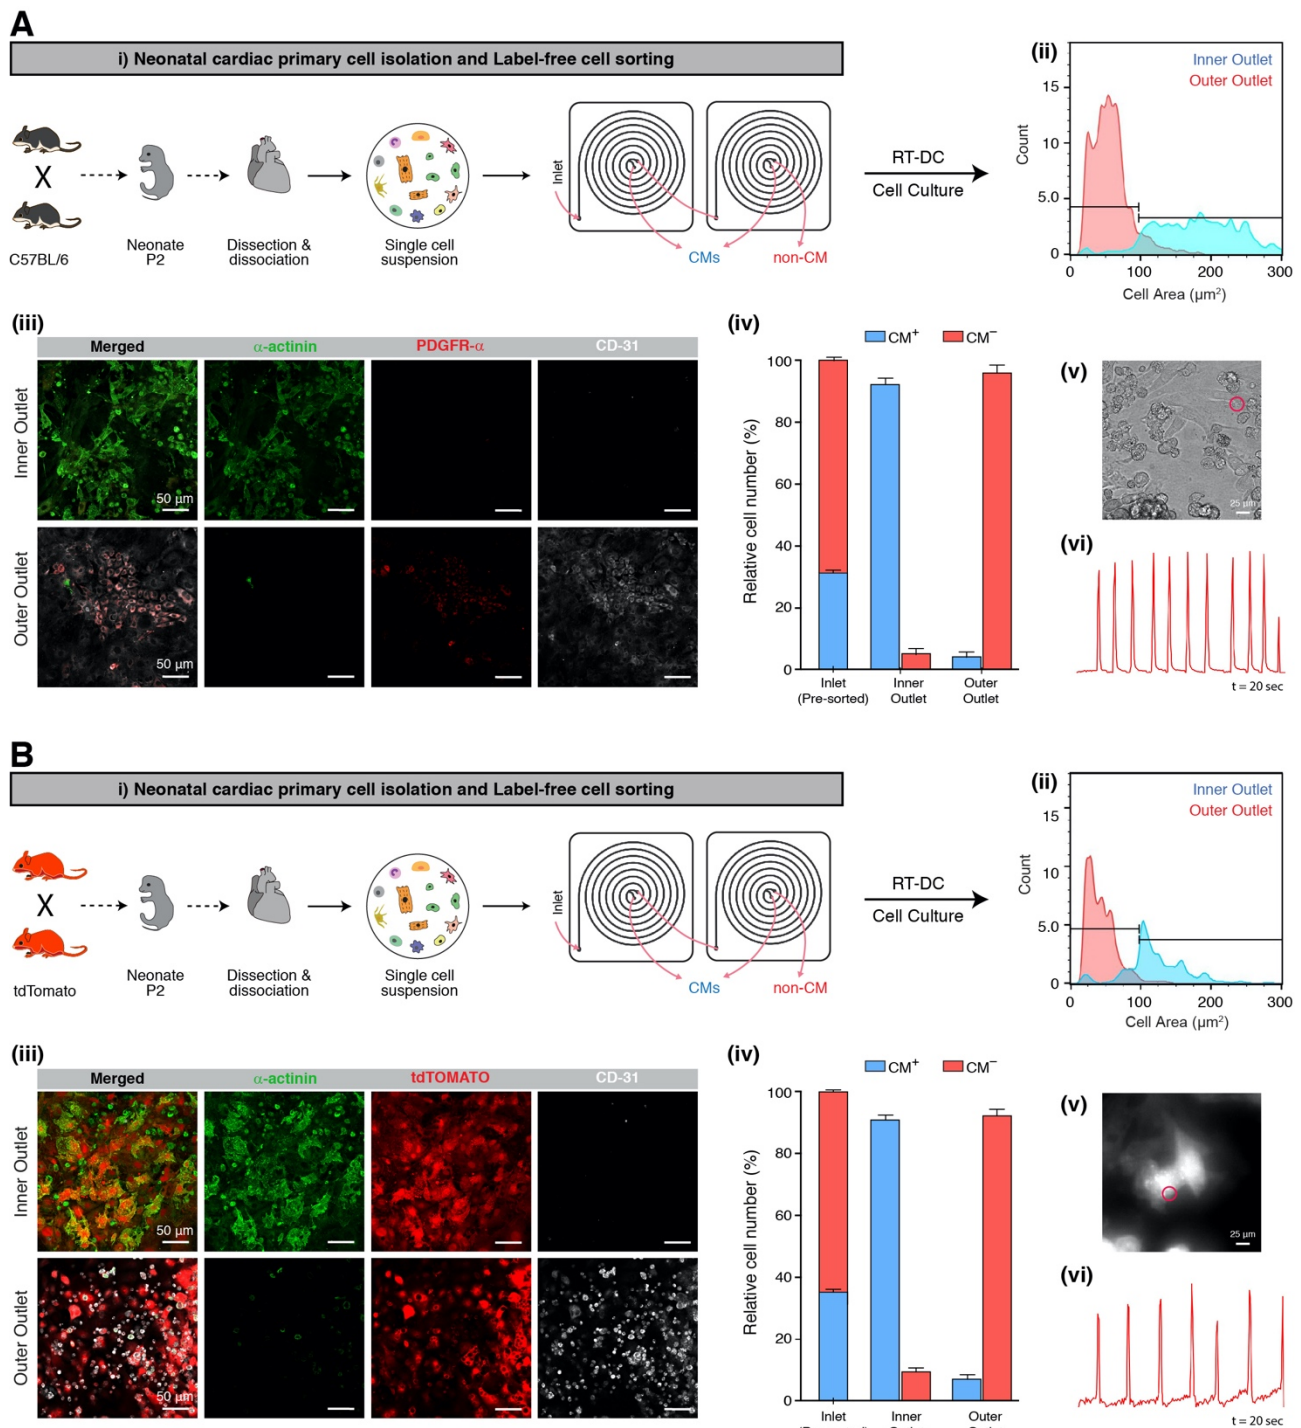 A
i) Neonatal cardiac primary cell isolation and Label-free cell sorting
X
C57BL/6
Neonate
P2
Dissection &
dissociation
Single cell
suspension
Inlet
CMs
non-CM
RT-DC
Cell Culture
(ii)
Inner Outlet
Outer Outlet
Count
15
10
5.0
0
0
100
200
300
Cell Area (µm²)
(iii)
Merged
α-actinin
PDGFR-α
CD-31
Inner Outlet
50 µm
Outer Outlet
50 µm
(iv)
CM⁺
CM⁻
Relative cell number (%)
100
80
60
40
20
0
Inlet
(Pre-sorted)
Inner
Outlet
Outer
Outlet
(v)
25 µm
(vi)
t = 20 sec
B
i) Neonatal cardiac primary cell isolation and Label-free cell sorting
X
tdTomato
Neonate
P2
Dissection &
dissociation
Single cell
suspension
Inlet
CMs
non-CM
RT-DC
Cell Culture
(ii)
Inner Outlet
Outer Outlet
Count
15
10
5.0
0
0
100
200
300
Cell Area (µm²)
(iii)
Merged
α-actinin
tdTOMATO
CD-31
Inner Outlet
50 µm
Outer Outlet
50 µm
(iv)
CM⁺
CM⁻
Relative cell number (%)
100
80
60
40
20
0
Inlet
Inner
Outer
(v)
25 µm
(vi)
t = 20 sec